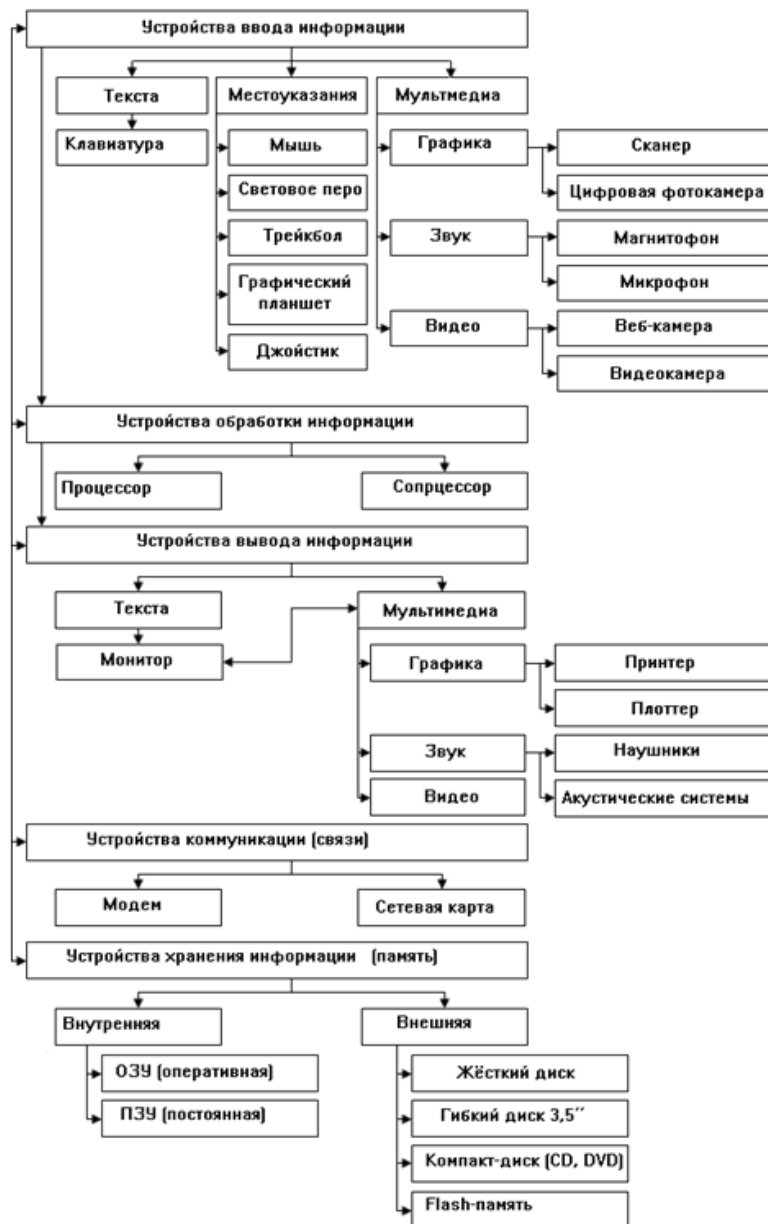 Устройства ввода информации
Текста
Местоуказания
Мультмедиа
Клавиатура
Мышь
Графика
Сканер
Световое перо
Цифровая фотокамера
Трейкбол
Звук
Магнитофон
Графический
планшет
Микрофон
Видео
Веб-камера
Джойстик
Видеокамера
Устройства обработки информации
Процессор
Сопрцессор
Устройства вывода информации
Текста
Мультимедиа
Монитор
Графика
Принтер
Плоттер
Звук
Наушники
Видео
Акустические системы
Устройства коммуникации (связи)
Модем
Сетевая карта
Устройства хранения информации (память)
Внутренняя
Внешняя
ОЗУ (оперативная)
Жёсткий диск
ПЗУ (постоянная)
Гибкий диск 3,5″
Компакт-диск (CD, DVD)
Flash-память